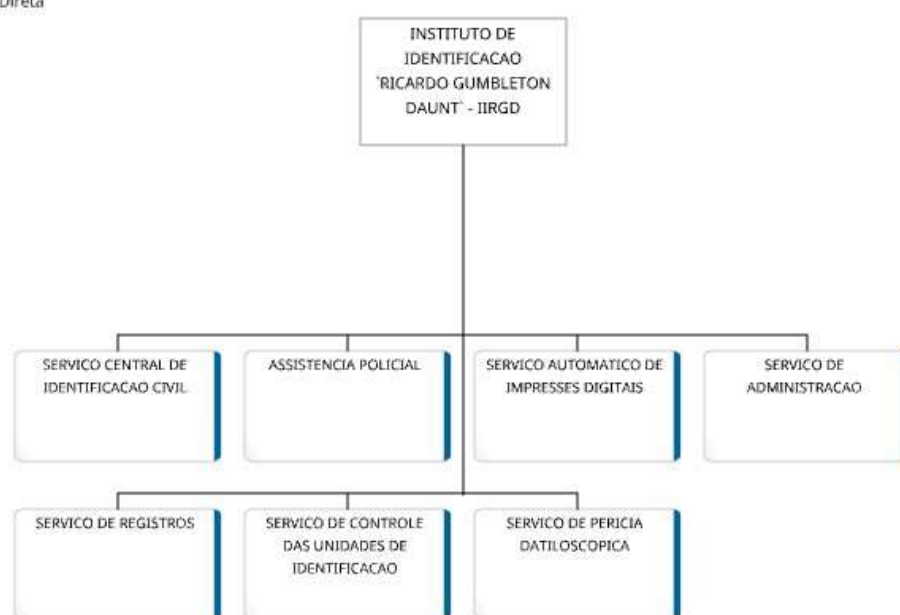 Direta
INSTITUTO DE
IDENTIFICACAO
`RICARDO GUMBLETON
DAUNT` - IIRGD
SERVICO CENTRAL DE
IDENTIFICACAO CIVIL
ASSISTENCIA POLICIAL
SERVICO AUTOMATICO DE
IMPRESSES DIGITAIS
SERVICO DE
ADMINISTRACAO
SERVICO DE REGISTROS
SERVICO DE CONTROLE
DAS UNIDADES DE
IDENTIFICACAO
SERVICO DE PERICIA
DATILOSCOPICA